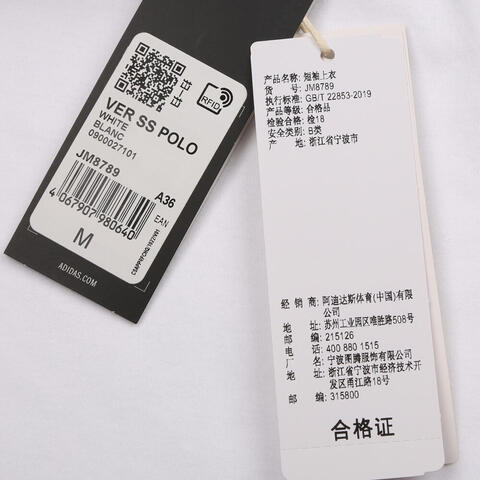 RFID
VER SS POLO
WHITE
BLANC
0900027101
JM8789
A36
EAN
4 067907 980640
M
ADIDAS.COM
产品名称: 短袖上衣
货 号: JM8789
执行标准: GB/T 22853-2019
产品等级: 合格品
检验合格: 检18
安全类别: B类
产 地: 浙江省宁波市
经 销 商: 阿迪达斯体育(中国)有限
公司
地 址: 苏州工业园区唯胜路508号
邮 编: 215126
电 话: 400 880 1515
厂 名: 宁波图腾服饰有限公司
地 址: 浙江省宁波市经济技术开
发区甬江路18号
邮 编: 315800
合格证